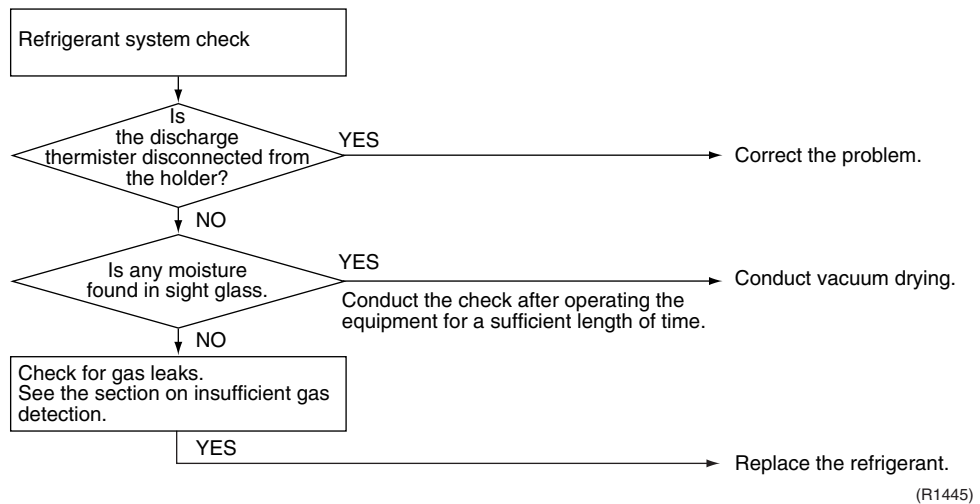 Refrigerant system check
Is
the discharge
thermister disconnected from
the holder?
YES
Correct the problem.
NO
Is any moisture
found in sight glass.
YES
Conduct the check after operating the
equipment for a sufficient length of time.
Conduct vacuum drying.
NO
Check for gas leaks.
See the section on insufficient gas
detection.
YES
Replace the refrigerant.
(R1445)